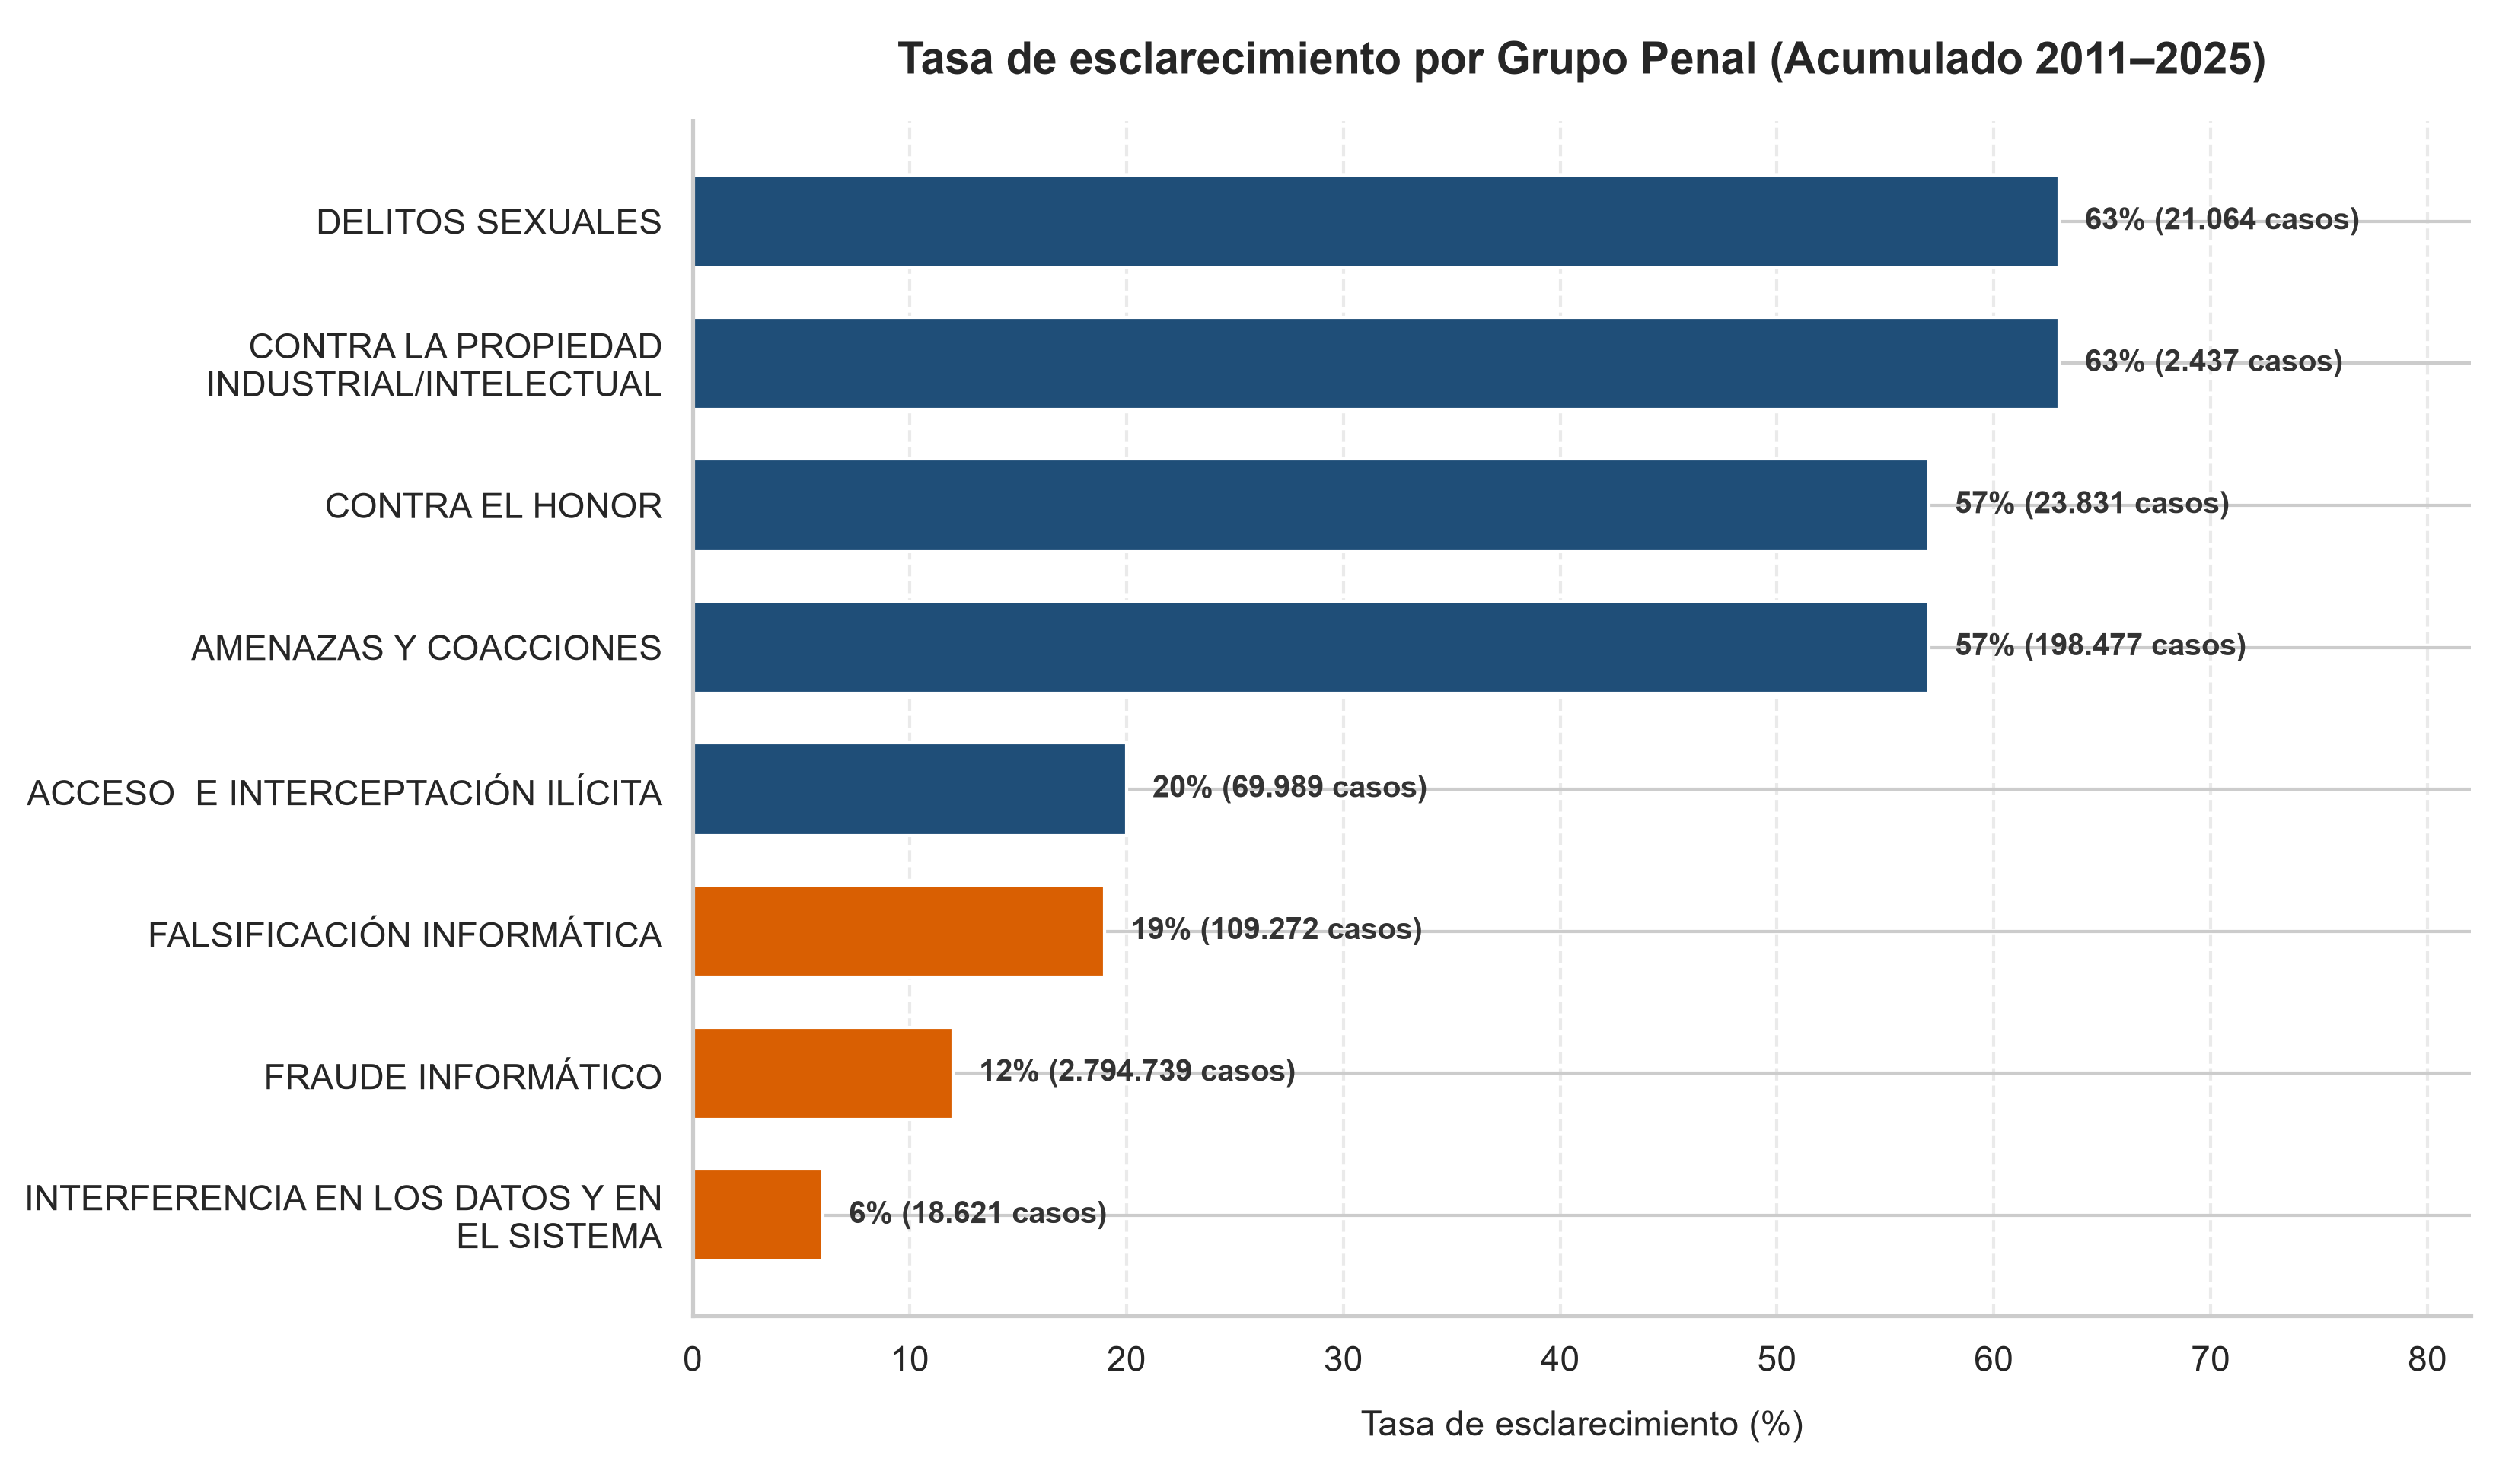 Tasa de esclarecimiento por Grupo Penal (Acumulado 2011–2025)
DELITOS SEXUALES
63% (21.064 casos)
CONTRA LA PROPIEDAD
INDUSTRIAL/INTELECTUAL
63% (2.437 casos)
CONTRA EL HONOR
57% (23.831 casos)
AMENAZAS Y COACCIONES
57% (198.477 casos)
ACCESO  E INTERCEPTACIÓN ILÍCITA
20% (69.989 casos)
FALSIFICACIÓN INFORMÁTICA
19% (109.272 casos)
FRAUDE INFORMÁTICO
12% (2.794.739 casos)
INTERFERENCIA EN LOS DATOS Y EN
EL SISTEMA
6% (18.621 casos)
0 10 20 30 40 50 60 70 80
Tasa de esclarecimiento (%)